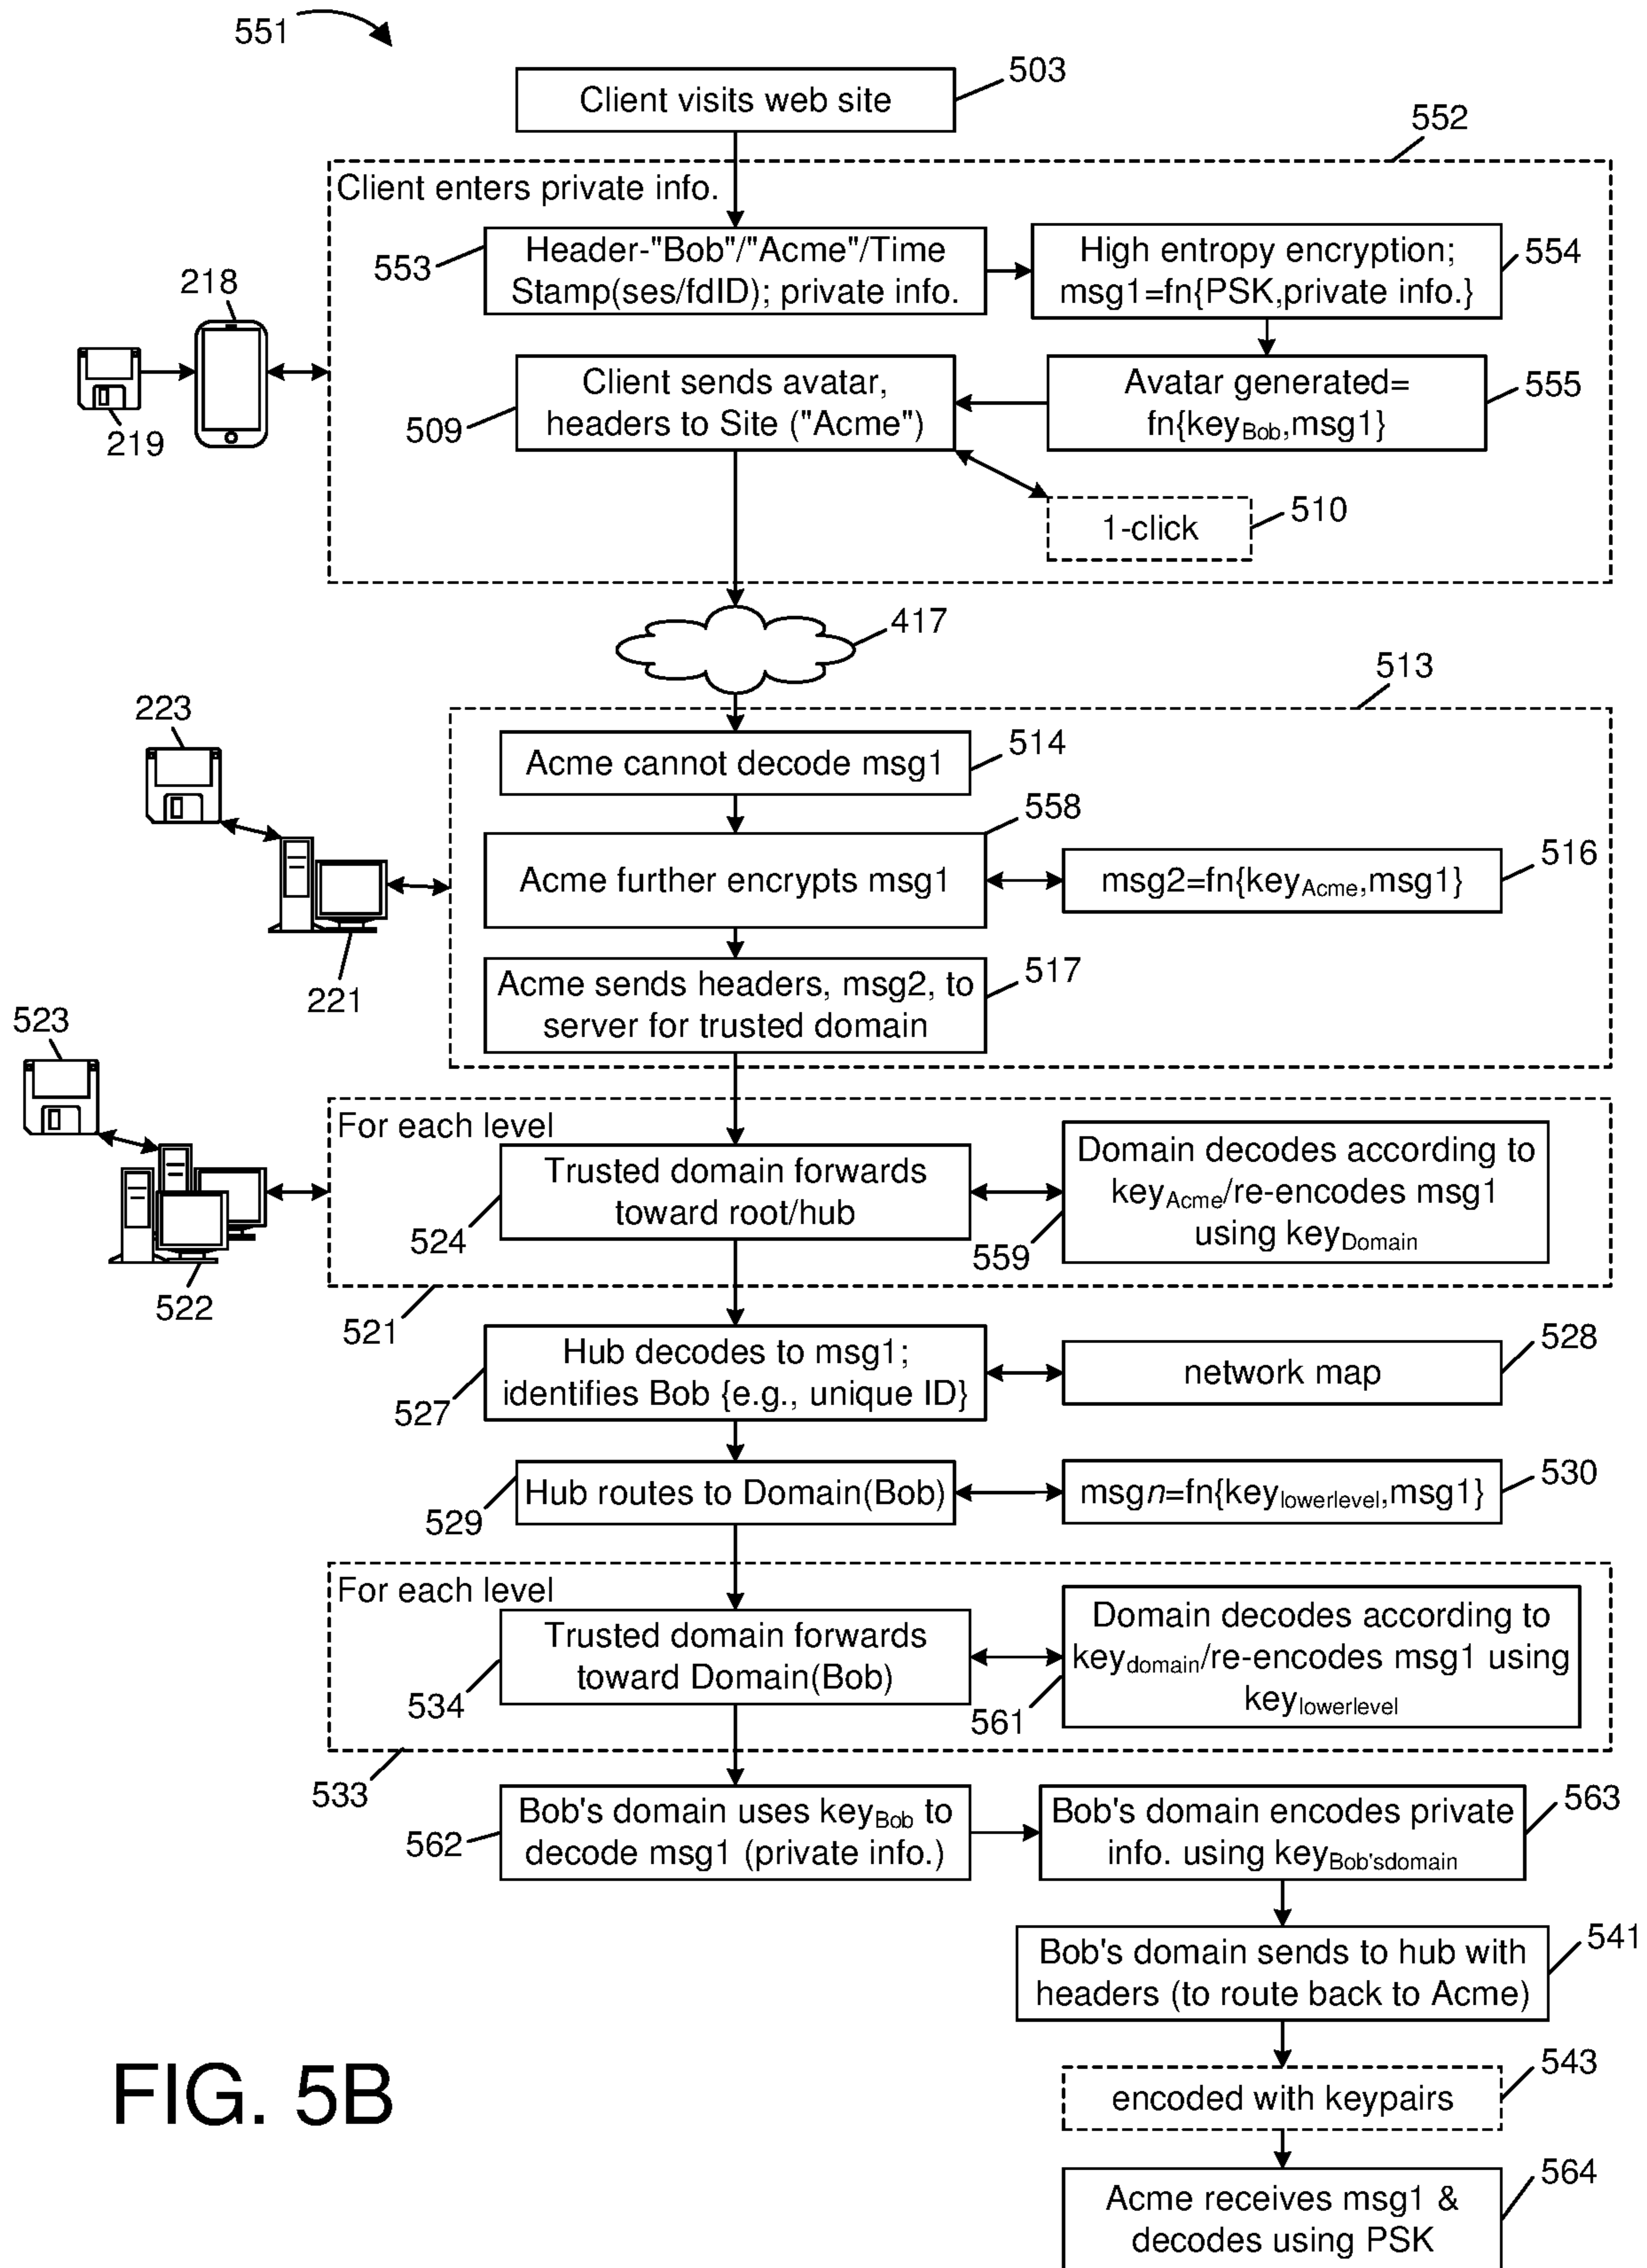 551
503
Client visits web site
552
Client enters private info.
553
Header-"Bob"/"Acme"/Time
Stamp(ses/fdID); private info.
High entropy encryption;
msg1=fn{PSK,private info.}
554
218
219
Client sends avatar,
headers to Site ("Acme")
509
Avatar generated=
fn{keyBob,msg1}
555
1-click
510
417
513
223
Acme cannot decode msg1
514
558
Acme further encrypts msg1
msg2=fn{keyAcme,msg1}
516
221
Acme sends headers, msg2, to
server for trusted domain
517
523
For each level
Trusted domain forwards
toward root/hub
524
Domain decodes according to
keyAcme/re-encodes msg1
using keyDomain
559
522
521
Hub decodes to msg1;
identifies Bob {e.g., unique ID}
527
network map
528
Hub routes to Domain(Bob)
529
msgn=fn{keylowerlevel,msg1}
530
For each level
Trusted domain forwards
toward Domain(Bob)
534
Domain decodes according to
keydomain/re-encodes msg1 using
keylowerlevel
561
533
Bob's domain uses keyBob to
decode msg1 (private info.)
562
Bob's domain encodes private
info. using keyBob'sdomain
563
Bob's domain sends to hub with
headers (to route back to Acme)
541
encoded with keypairs
543
Acme receives msg1 &
decodes using PSK
564
FIG. 5B